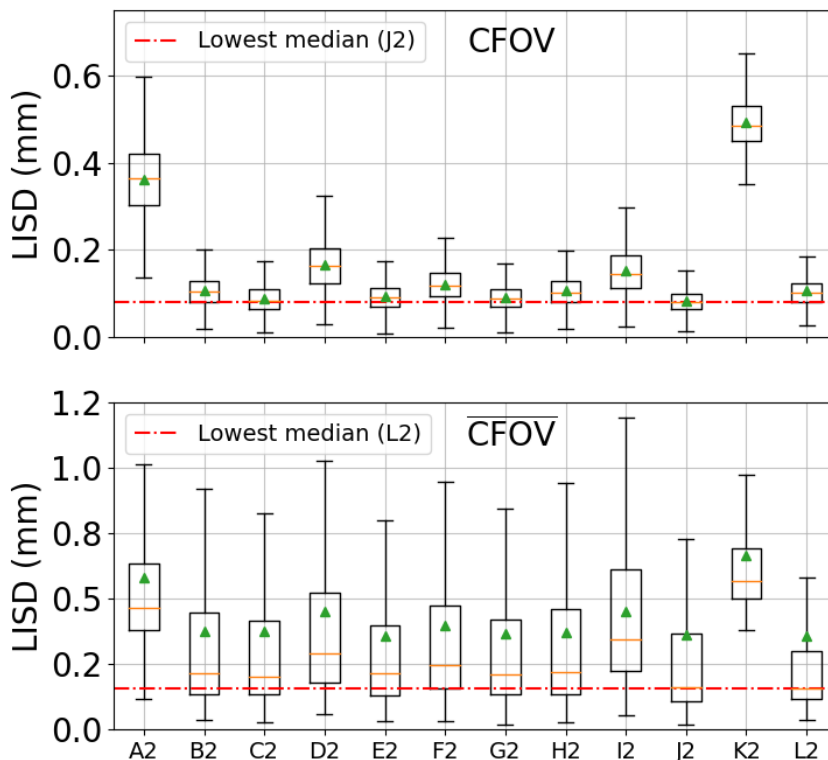 Lowest median (J2)
CFOV
LISD (mm)
0.6
0.4
0.2
0.0
Lowest median (L2)
CFOV
LISD (mm)
1.2
1.0
0.8
0.5
0.2
0.0
A2 B2 C2 D2 E2 F2 G2 H2 I2 J2 K2 L2